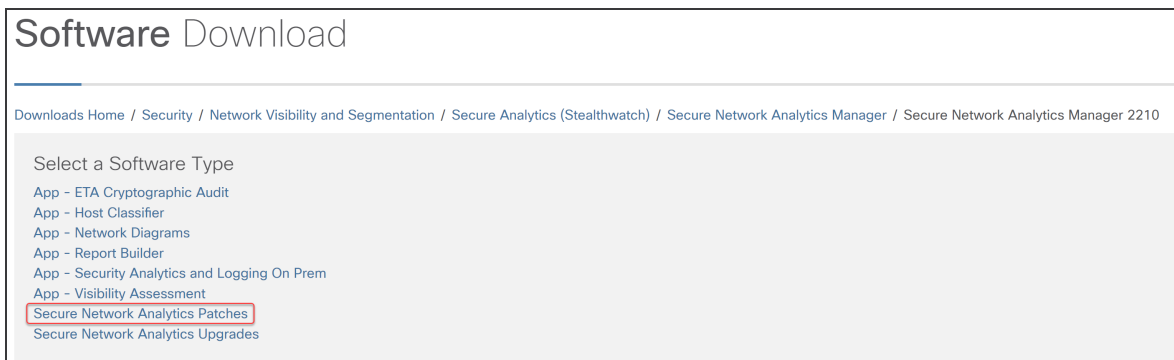 Software Download
Downloads Home / Security / Network Visibility and Segmentation / Secure Analytics (Stealthwatch) / Secure Network Analytics Manager / Secure Network Analytics Manager 2210
Select a Software Type
App - ETA Cryptographic Audit
App - Host Classifier
App - Network Diagrams
App - Report Builder
App - Security Analytics and Logging On Prem
App - Visibility Assessment
Secure Network Analytics Patches
Secure Network Analytics Upgrades